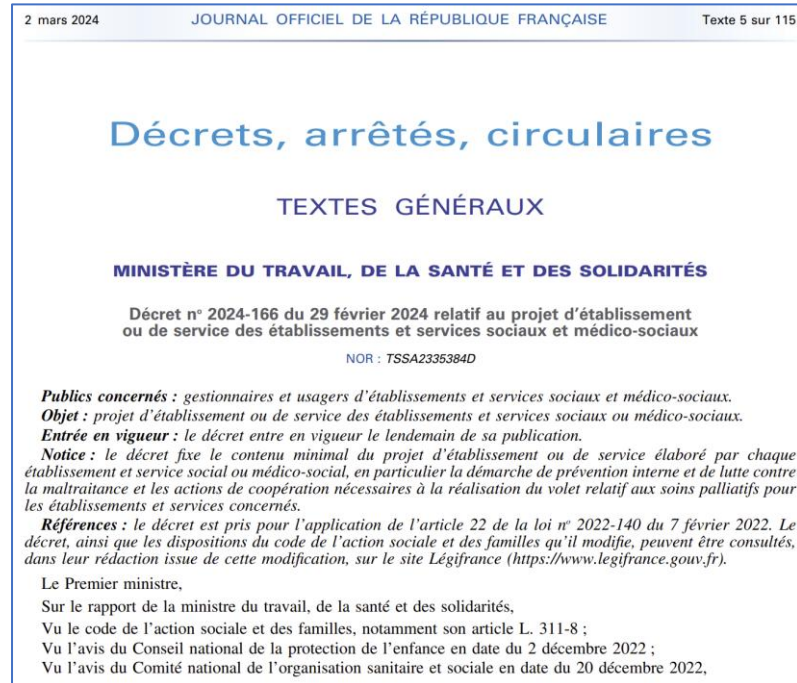 2 mars 2024 JOURNAL OFFICIEL DE LA RÉPUBLIQUE FRANÇAISE Texte 5 sur 115
Décrets, arrêtés, circulaires
TEXTES GÉNÉRAUX
MINISTÈRE DU TRAVAIL, DE LA SANTÉ ET DES SOLIDARITÉS
Décret nº 2024-166 du 29 février 2024 relatif au projet d’établissement
ou de service des établissements et services sociaux et médico-sociaux
NOR : TSSA2335384D
Publics concernés : gestionnaires et usagers d’établissements et services sociaux et médico-sociaux.
Objet : projet d’établissement ou de service des établissements et services sociaux ou médico-sociaux.
Entrée en vigueur : le décret entre en vigueur le lendemain de sa publication.
Notice : le décret fixe le contenu minimal du projet d’établissement ou de service élaboré par chaque
établissement et service social ou médico-social, en particulier la démarche de prévention interne et de lutte contre
la maltraitance et les actions de coopération nécessaires à la réalisation du volet relatif aux soins palliatifs pour
les établissements et services concernés.
Références : le décret est pris pour l’application de l’article 22 de la loi nº 2022-140 du 7 février 2022. Le
décret, ainsi que les dispositions du code de l’action sociale et des familles qu’il modifie, peuvent être consultés,
dans leur rédaction issue de cette modification, sur le site Légifrance (https://www.legifrance.gouv.fr).
Le Premier ministre,
Sur le rapport de la ministre du travail, de la santé et des solidarités,
Vu le code de l’action sociale et des familles, notamment son article L. 311-8 ;
Vu l’avis du Conseil national de la protection de l’enfance en date du 2 décembre 2022 ;
Vu l’avis du Comité national de l’organisation sanitaire et sociale en date du 20 décembre 2022,